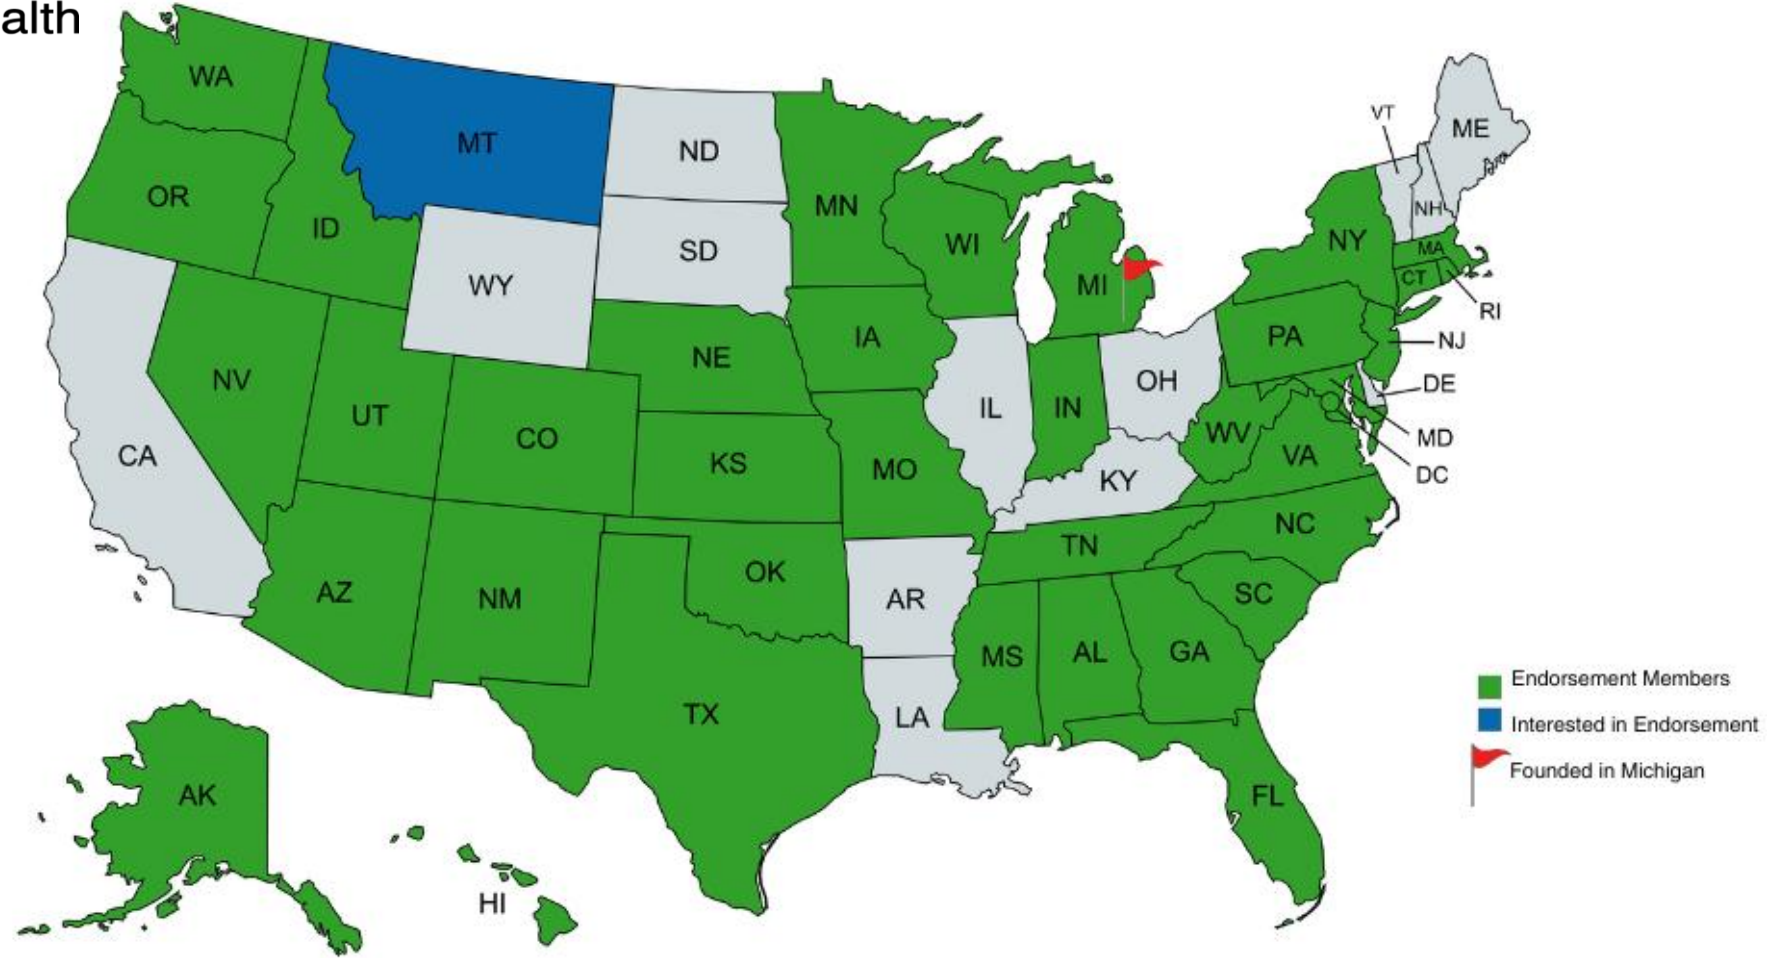 alth
WA
MT
ND
MN
OR
ID
WY
SD
WI
MI
VT
ME
NH
NY
MA
CT
RI
NE
IA
PA
NJ
NV
UT
CO
IL
IN
OH
DE
MD
DC
CA
KS
MO
WV
VA
KY
AZ
NM
OK
AR
TN
NC
SC
MS
AL
GA
TX
LA
FL
AK
HI
Endorsement Members
Interested in Endorsement
Founded in Michigan